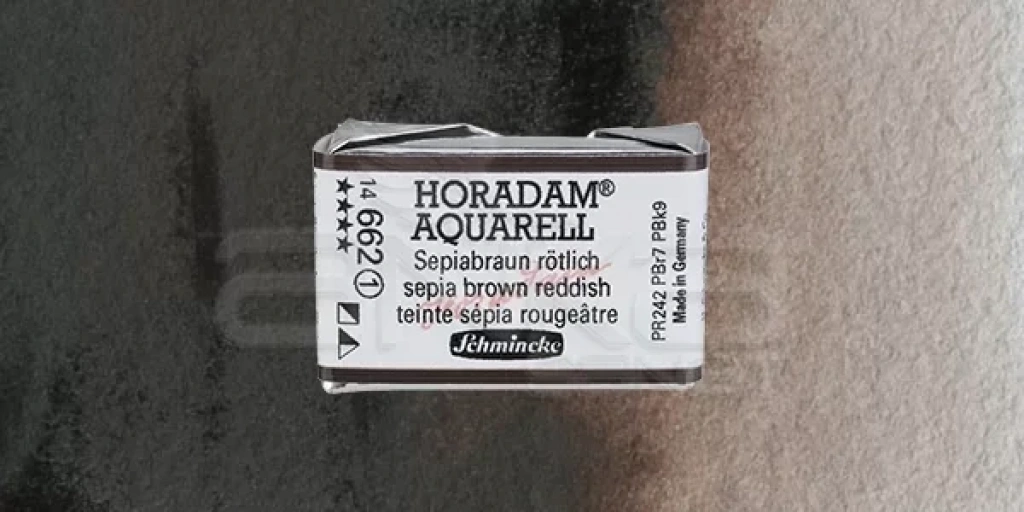 HORADAM®
AQUARELL
Sepiabraun rötlich
sepia brown reddish
teinte sépia rougeâtre
Schmincke
14 662 1
★★★★
PR242 PBr7 PBk9
Made in Germany